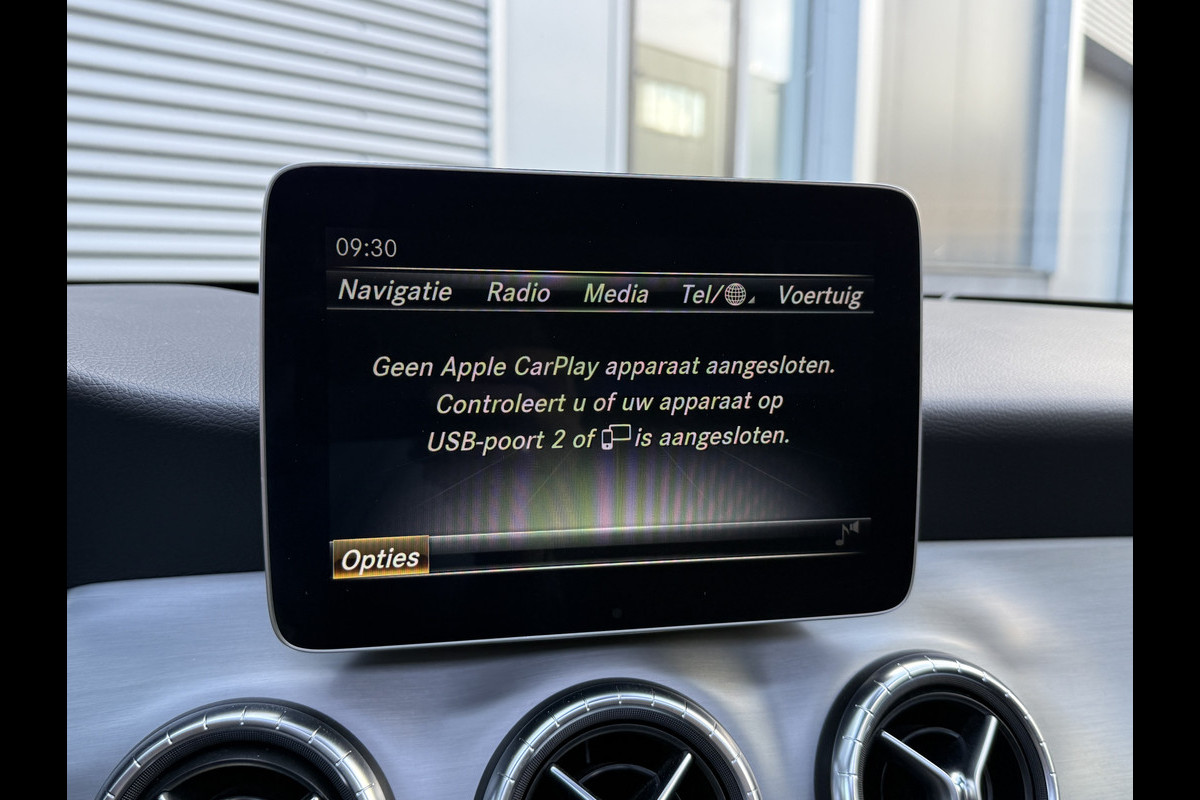 09:30
Navigatie Radio Media Tel/ Voertuig
Geen Apple CarPlay apparaat aangesloten.
Controleert u of uw apparaat op
USB-poort 2 of is aangesloten.
Opties